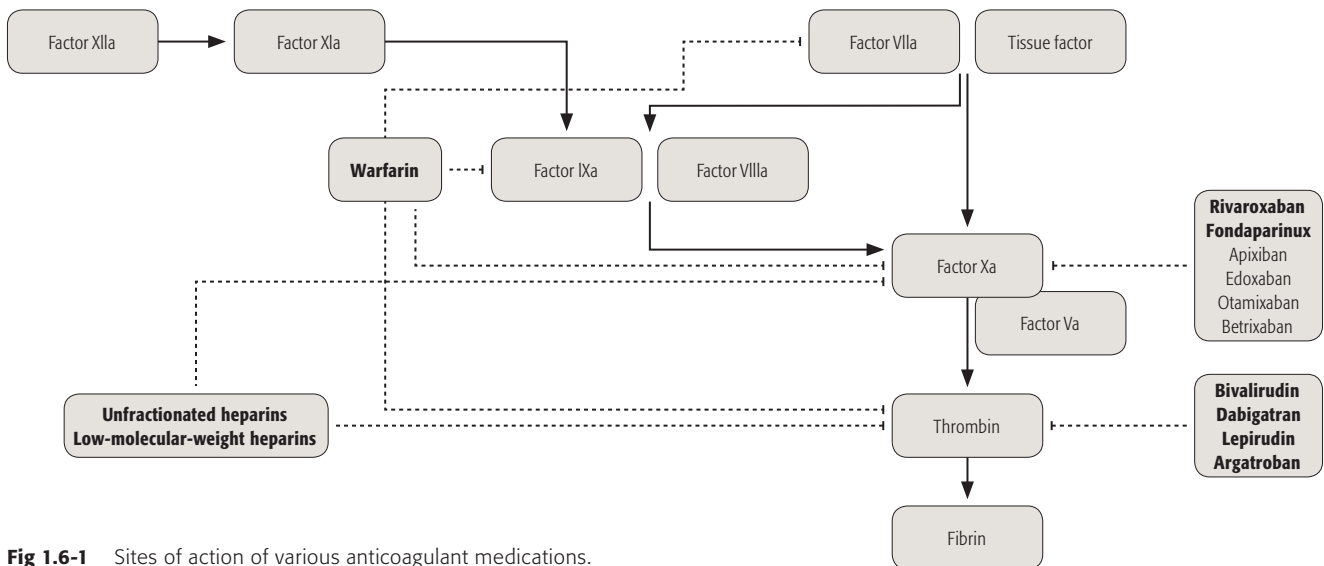 Factor XIIa
Factor XIa
Factor VIIa
Tissue factor
Warfarin
Factor IXa
Factor VIIIa
Rivaroxaban
Fondaparinux
Apixiban
Edoxaban
Otamixaban
Betrixaban
Factor Xa
Factor Va
Unfractionated heparins
Low-molecular-weight heparins
Thrombin
Bivalirudin
Dabigatran
Lepirudin
Argatroban
Fibrin
Fig 1.6-1 Sites of action of various anticoagulant medications.